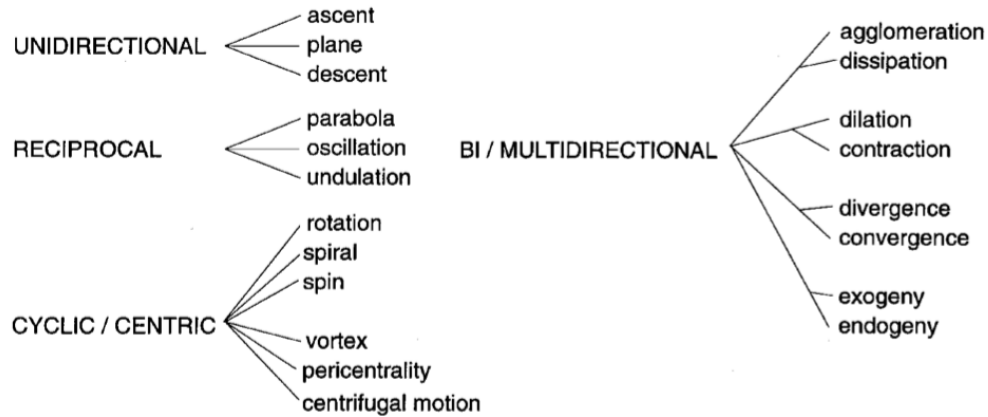 UNIDIRECTIONAL
ascent
plane
descent
RECIPROCAL
parabola
oscillation
undulation
CYCLIC / CENTRIC
rotation
spiral
spin
vortex
pericentrality
centrifugal motion
BI / MULTIDIRECTIONAL
agglomeration
dissipation
dilation
contraction
divergence
convergence
exogeny
endogeny